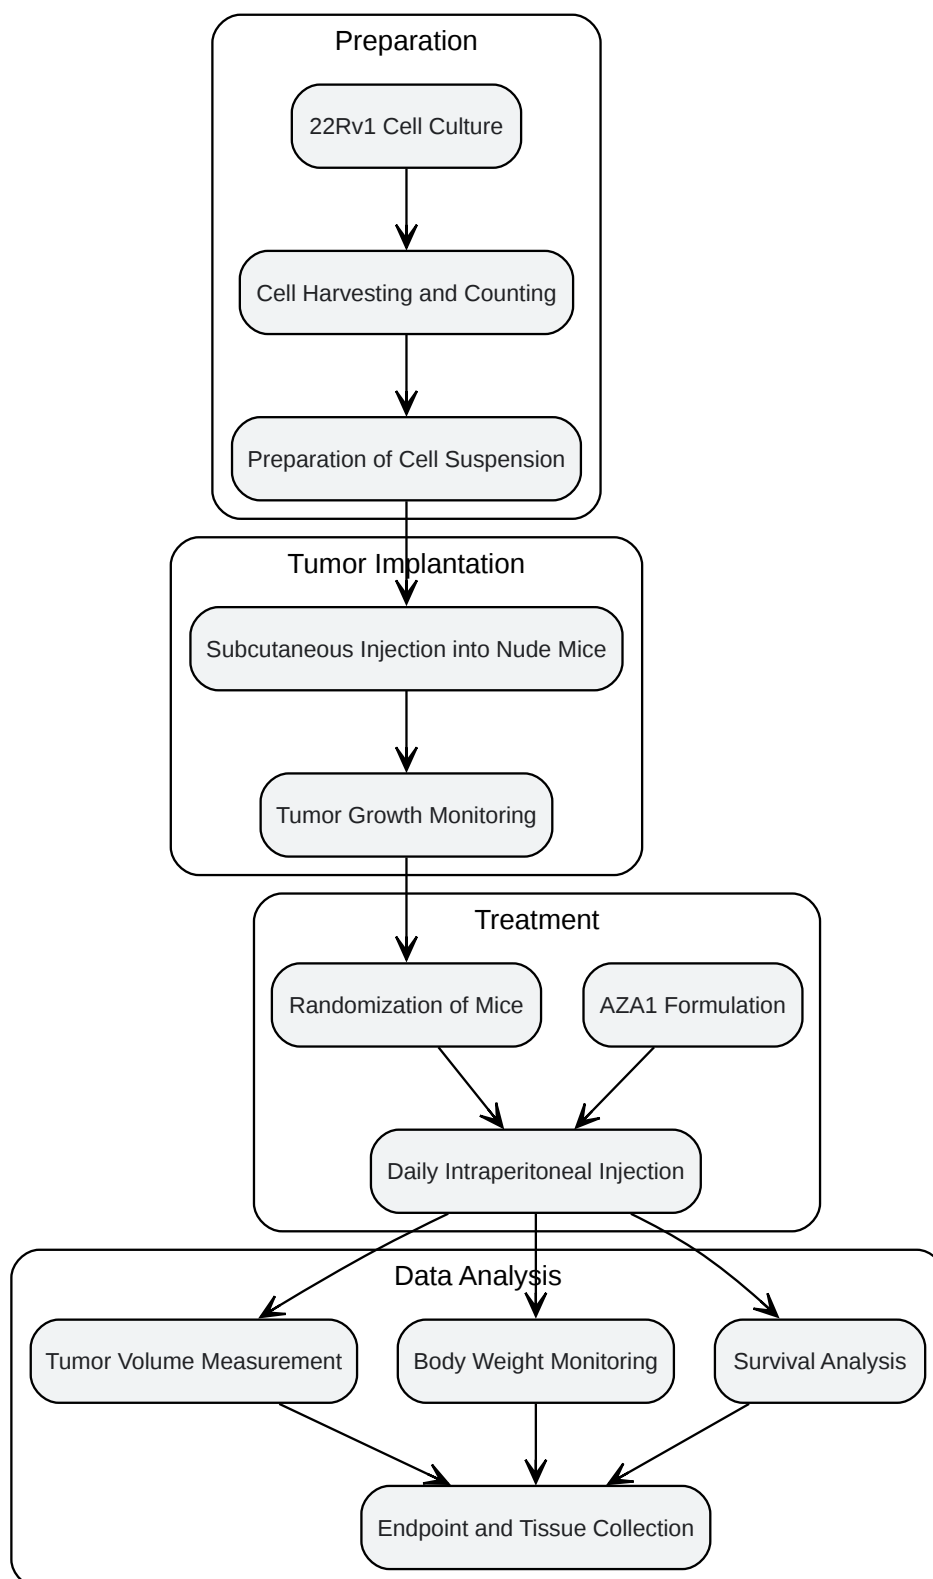 Preparation
22Rv1 Cell Culture
Cell Harvesting and Counting
Preparation of Cell Suspension
Tumor Implantation
Subcutaneous Injection into Nude Mice
Tumor Growth Monitoring
Treatment
Randomization of Mice
AZA1 Formulation
Daily Intraperitoneal Injection
Data Analysis
Tumor Volume Measurement
Body Weight Monitoring
Survival Analysis
Endpoint and Tissue Collection